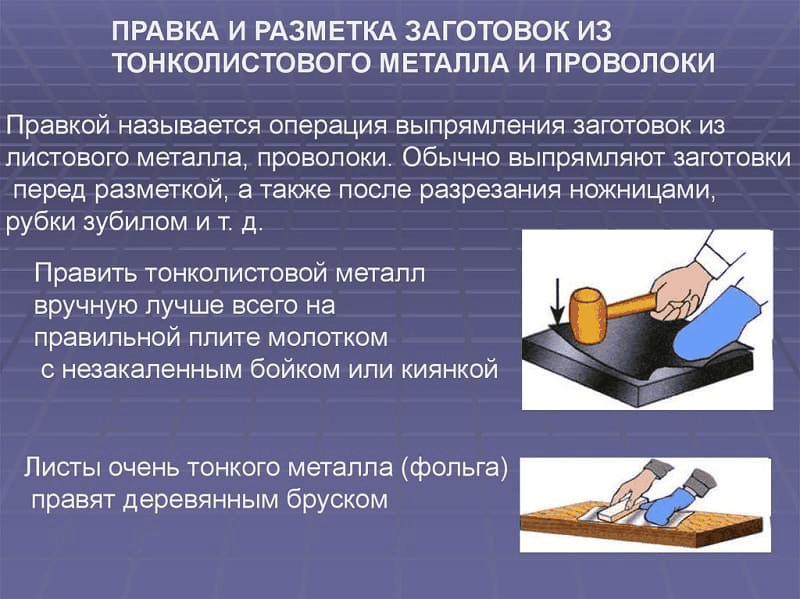 ПРАВКА И РАЗМЕТКА ЗАГОТОВОК ИЗ
ТОНКОЛИСТОВОГО МЕТАЛЛА И ПРОВОЛОКИ
Правкой называется операция выпрямления заготовок из
листового металла, проволоки. Обычно выпрямляют заготовки
перед разметкой, а также после разрезания ножницами,
рубки зубилом и т. д.
Править тонколистовой металл
вручную лучше всего на
правильной плите молотком
с незакаленным бойком или киянкой
Листы очень тонкого металла (фольга)
правят деревянным бруском